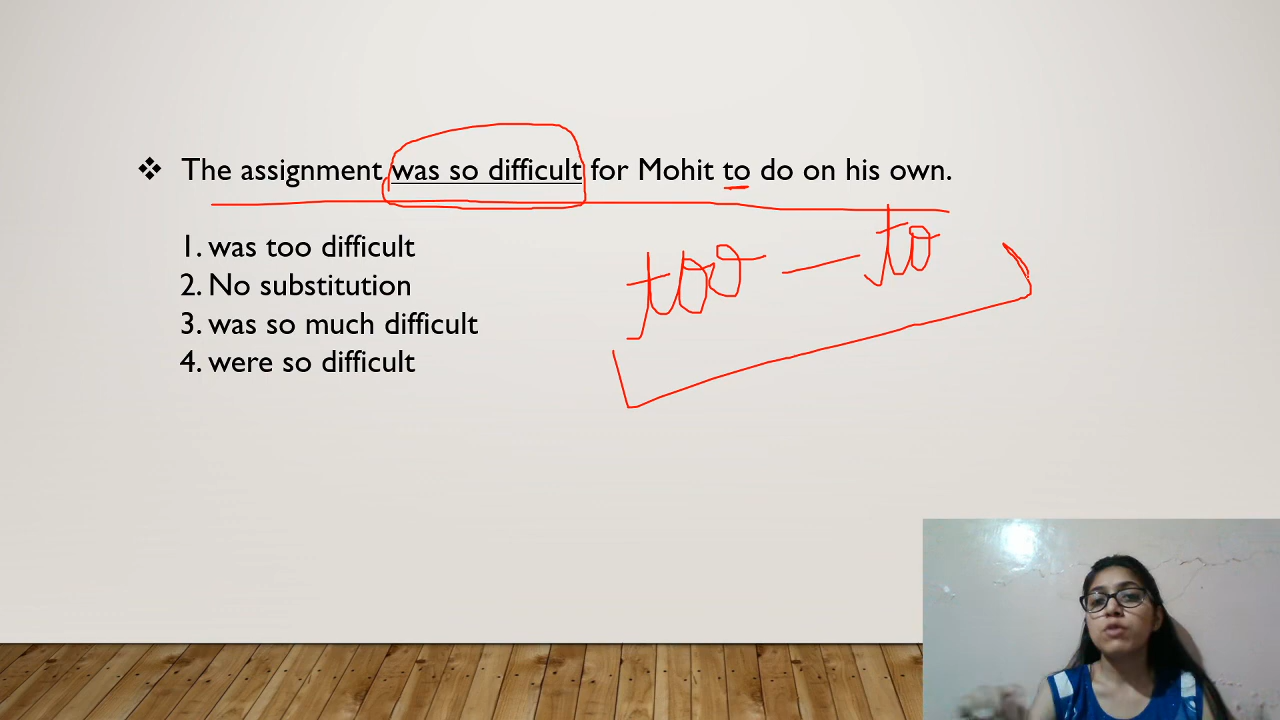 ❖ The assignment was so difficult for Mohit to do on his own.
1. was too difficult
2. No substitution
3. was so much difficult
4. were so difficult
too — to